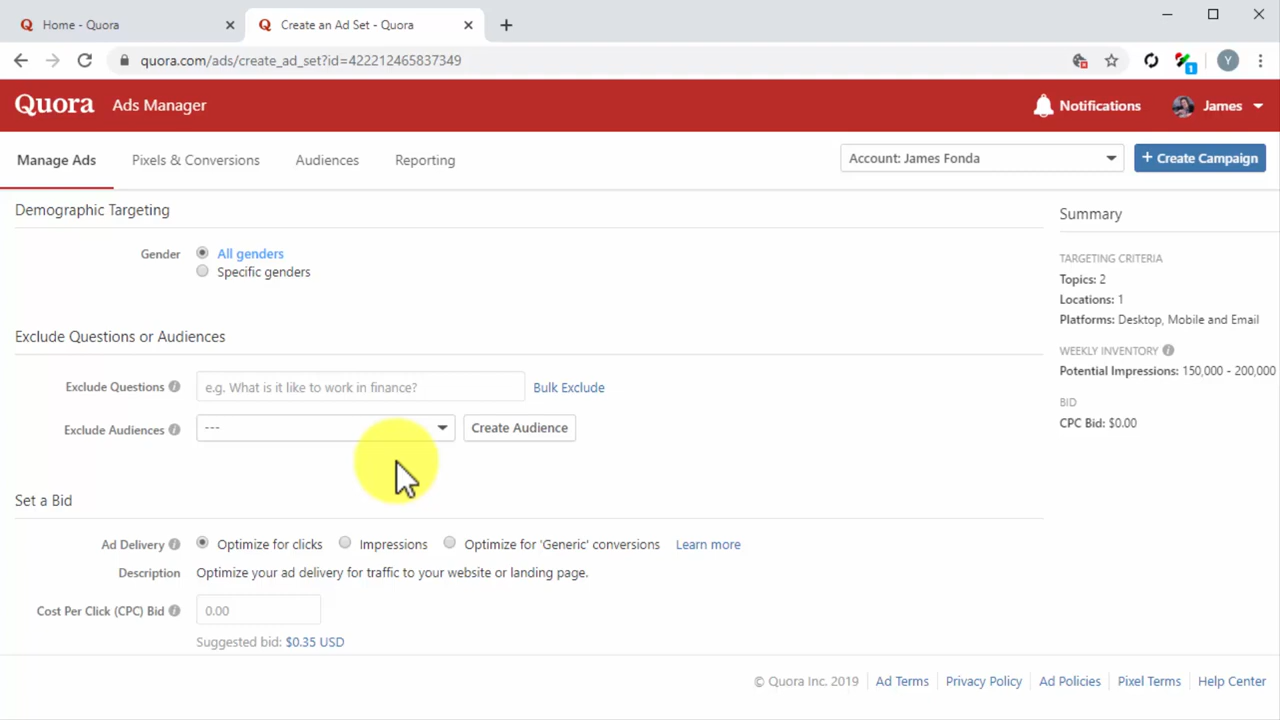 Home - Quora
Create an Ad Set - Quora
quora.com/ads/create_ad_set?id=422212465837349
1
Y
Quora Ads Manager
Notifications
James
Manage Ads
Pixels & Conversions
Audiences
Reporting
Account: James Fonda
+ Create Campaign
Demographic Targeting
Gender
All genders
Specific genders
Exclude Questions or Audiences
Exclude Questions
e.g. What is it like to work in finance?
Bulk Exclude
Exclude Audiences
---
Create Audience
Set a Bid
Ad Delivery
Optimize for clicks
Impressions
Optimize for 'Generic' conversions
Learn more
Description
Optimize your ad delivery for traffic to your website or landing page.
Cost Per Click (CPC) Bid
0.00
Suggested bid: $0.35 USD
Summary
TARGETING CRITERIA
Topics: 2
Locations: 1
Platforms: Desktop, Mobile and Email
WEEKLY INVENTORY
Potential Impressions: 150,000 - 200,000
BID
CPC Bid: $0.00
© Quora Inc. 2019
Ad Terms
Privacy Policy
Ad Policies
Pixel Terms
Help Center